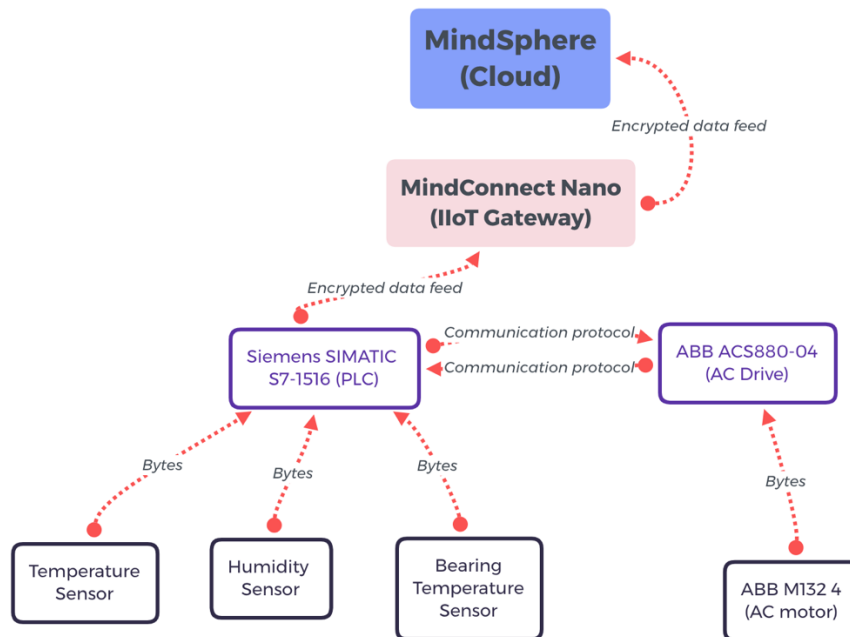 MindSphere
(Cloud)
Encrypted data feed
MindConnect Nano
(IIoT Gateway)
Encrypted data feed
Communication protocol
Siemens SIMATIC
S7-1516 (PLC)
ABB ACS880-04
(AC Drive)
Communication protocol
Bytes
Bytes
Bytes
Bytes
Temperature
Sensor
Humidity
Sensor
Bearing
Temperature
Sensor
ABB M132 4
(AC motor)